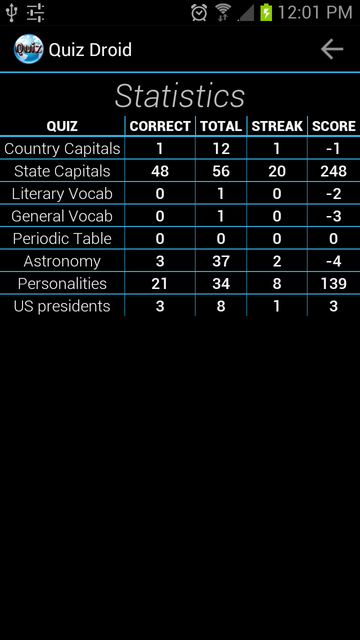 12:01 PM
Quiz Quiz Droid
Statistics
QUIZ CORRECT TOTAL STREAK SCORE
Country Capitals 1 12 1 -1
State Capitals 48 56 20 248
Literary Vocab 0 1 0 -2
General Vocab 0 1 0 -3
Periodic Table 0 0 0 0
Astronomy 3 37 2 -4
Personalities 21 34 8 139
US presidents 3 8 1 3